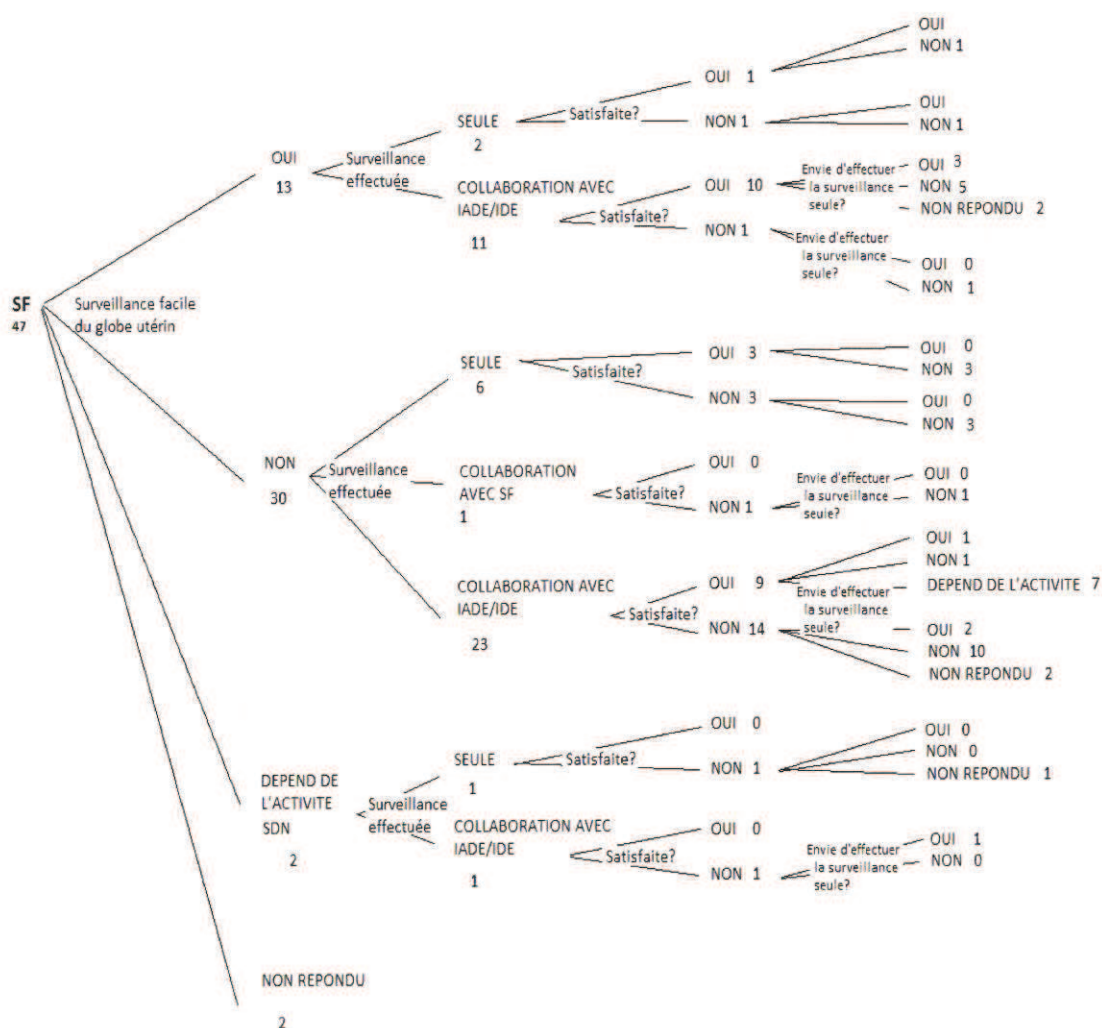 SF
47
Surveillance facile
du globe utérin
OUI
13
Surveillance
effectuée
SEULE
2
Satisfaite?
OUI 1
OUI
NON 1
NON 1
OUI
NON 1
COLLABORATION AVEC
IADE/IDE
11
Satisfaite?
OUI 10
Envie d'effectuer
la surveillance
seule?
OUI 3
NON 5
NON REPONDU 2
NON 1
Envie d'effectuer
la surveillance
seule?
OUI 0
NON 1
NON
30
Surveillance
effectuée
SEULE
6
Satisfaite?
OUI 3
OUI 0
NON 3
NON 3
OUI 0
NON 3
COLLABORATION
AVEC SF
1
Satisfaite?
OUI 0
NON 1
Envie d'effectuer
la surveillance
seule?
OUI 0
NON 1
COLLABORATION AVEC
IADE/IDE
23
Satisfaite?
OUI 9
OUI 1
NON 1
DEPEND DE L'ACTIVITE 7
Envie d'effectuer
la surveillance
seule?
NON 14
OUI 2
NON 10
NON REPONDU 2
DEPEND DE
L'ACTIVITE
SDN
2
Surveillance
effectuée
SEULE
1
Satisfaite?
OUI 0
NON 1
OUI 0
NON 0
NON REPONDU 1
COLLABORATION AVEC
IADE/IDE
1
Satisfaite?
OUI 0
NON 1
Envie d'effectuer
la surveillance
seule?
OUI 1
NON 0
NON REPONDU
2